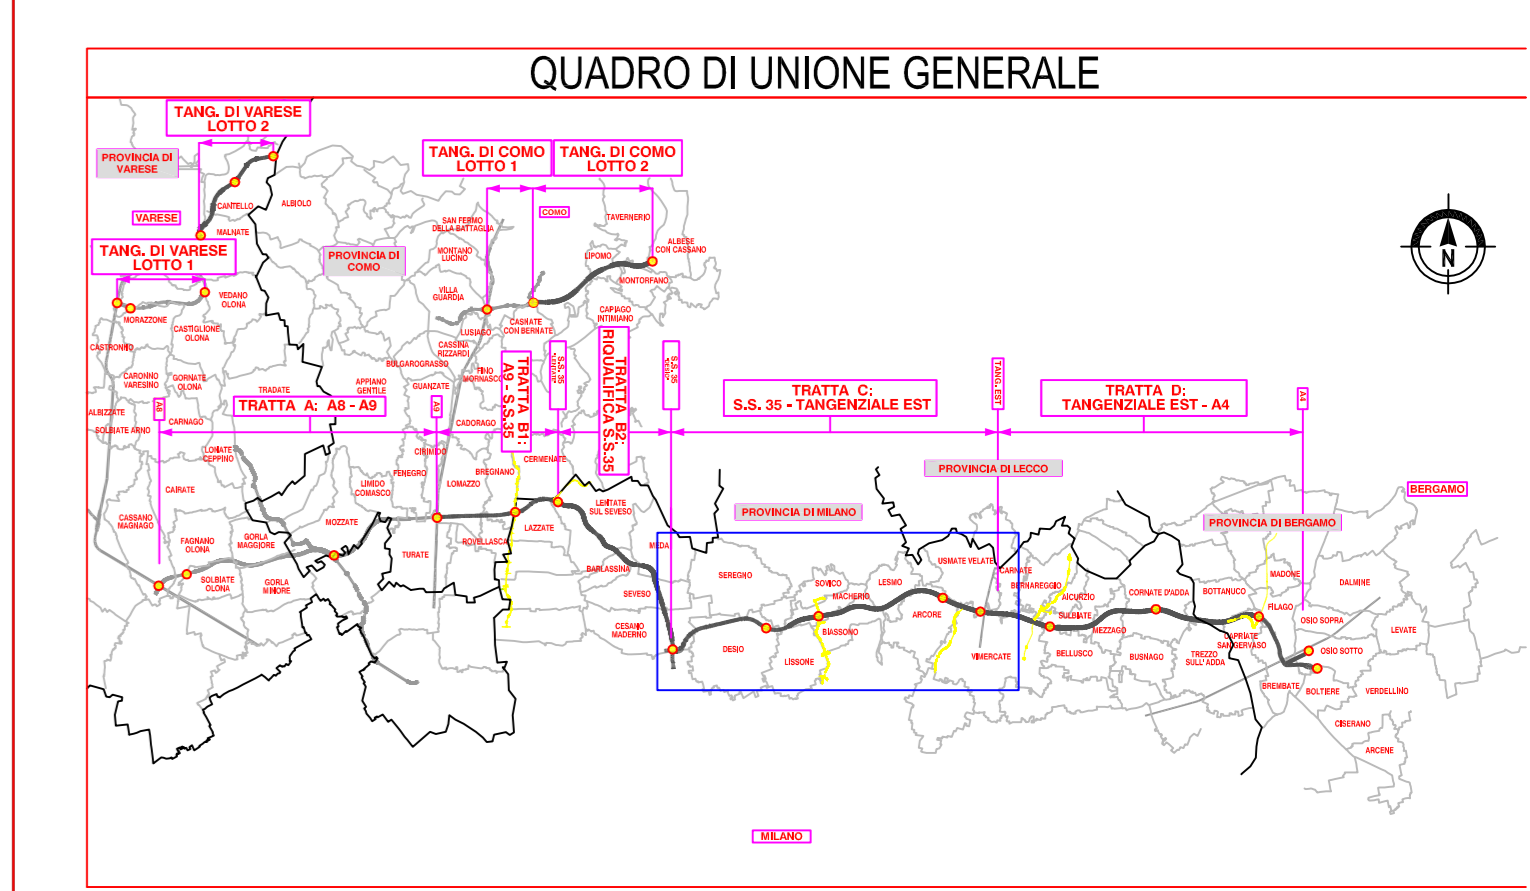 QUADRO DI UNIONE GENERALE
TANG. DI VARESE
LOTTO 2
PROVINCIA DI
VARESE
VARESE
CANTELLO
MALNATE
ALBIOLO
TANG. DI VARESE
LOTTO 1
VEDANO
OLONA
MORAZZONE
CASTIGLIONE
OLONA
CASTRONNO
CARONNO
VARESINO
GORNATE
OLONA
ALBIZZATE
SOLBIATE ARNO
CARNAGO
TRADATE
PROVINCIA DI
COMO
TANG. DI COMO
LOTTO 1
TANG. DI COMO
LOTTO 2
COMO
SAN FERMO
DELLA BATTAGLIA
MONTANO
LUCINO
VILLA
GUARDIA
TAVERNERIO
ALBESE
CON CASSANO
LIPOMO
MONTORFANO
CAPIAGO
INTIMIANO
LUSIAGO
CASNATE
CON BERNATE
CASSINA
RIZZARDI
BULGAROGRASSO
FINO
MORNASCO
APPIANO
GENTILE
GUANZATE
A8
TRATTA A: A8 - A9
A9
TRATTA B1:
A9 - S.S.35
S.S. 35
TRATTA B2:
RIQUALIFICA S.S.35
S.S. 35
TRATTA C:
S.S. 35 - TANGENZIALE EST
TANG. EST
TRATTA D:
TANGENZIALE EST - A4
A4
CADORAGO
CIRIMIDO
FENEGRO
LOMAZZO
BREGNANO
CERMENATE
LIMIDO
COMASCO
LONATE
CEPPINO
CAIRATE
CASSANO
MAGNAGO
FAGNANO
OLONA
GORLA
MAGGIORE
MOZZATE
SOLBIATE
OLONA
GORLA
MINORE
TURATE
ROVELLASCA
LAZZATE
LENTATE
SUL SEVESO
MEDA
BARLASSINA
SEVESO
CESANO
MADERNO
PROVINCIA DI MILANO
PROVINCIA DI LECCO
PROVINCIA DI BERGAMO
BERGAMO
SEREGNO
DESIO
SOVICO
MACHERIO
BIASSONO
LISSONE
LESMO
ARCORE
USMATE VELATE
CARNATE
BERNAREGGIO
AICURZIO
SULBIATE
VIMERCATE
BELLUSCO
MEZZAGO
CORNATE D'ADDA
BUSNAGO
TREZZO
SULL' ADDA
BOTTANUCO
MADONE
FILAGO
CAPRIATE
SAN GERVASO
DALMINE
OSIO SOPRA
OSIO SOTTO
LEVATE
BREMBATE
BOLTIERE
VERDELLINO
CISERANO
ARCENE
MILANO
N